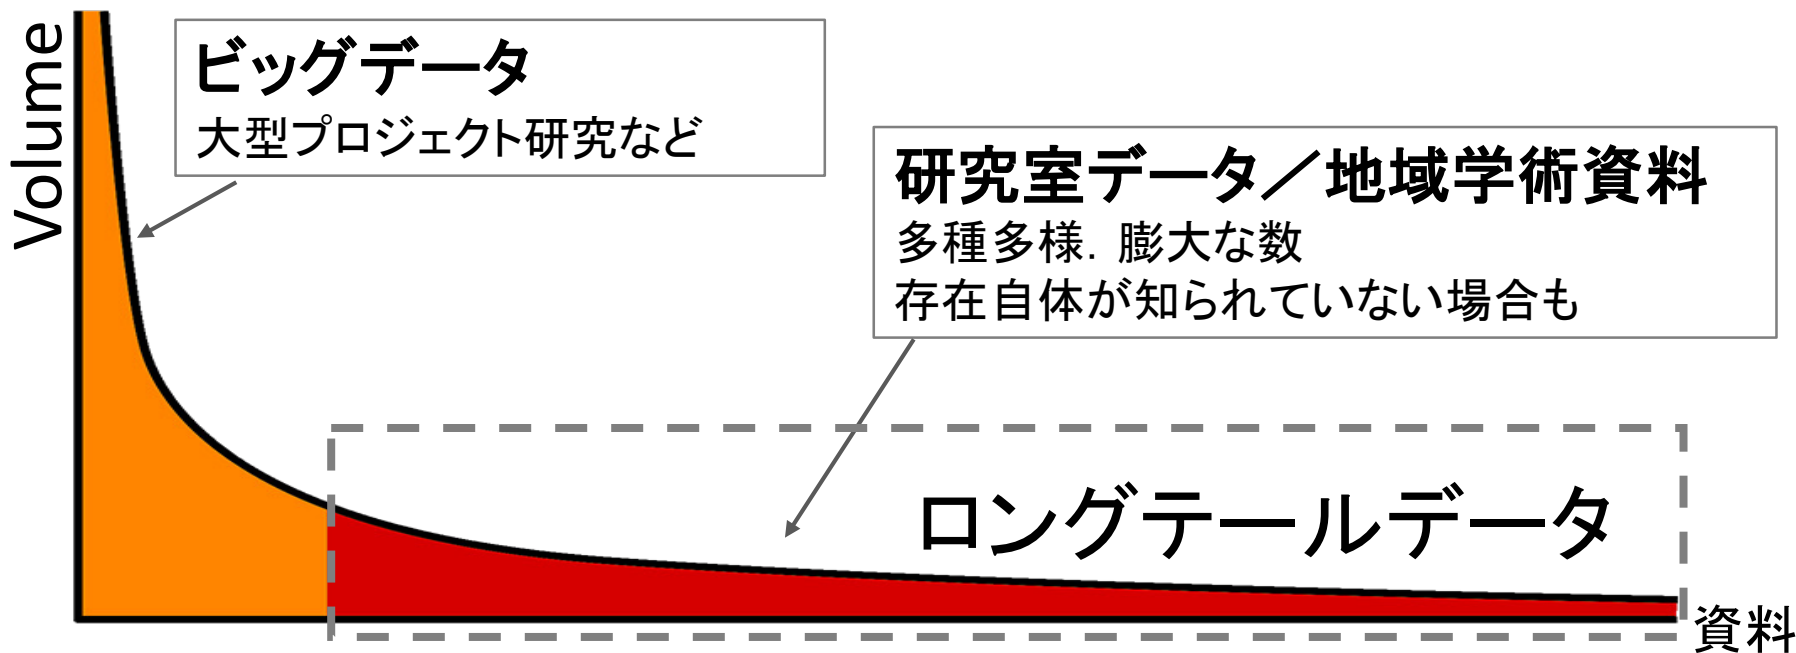 Volume
ビッグデータ
大型プロジェクト研究など
研究室データ／地域学術資料
多種多様．膨大な数
存在自体が知られていない場合も
ロングテールデータ
資料